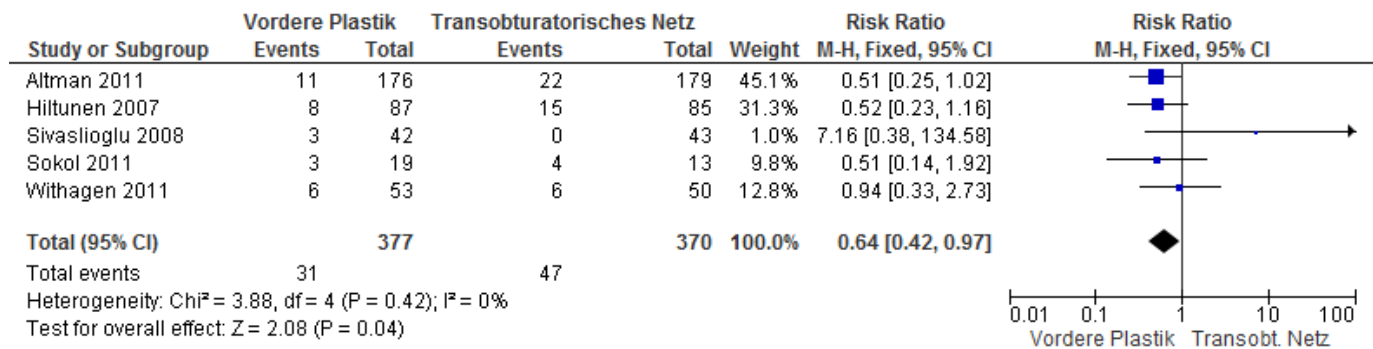 Vordere Plastik Transobturatorisches Netz Risk Ratio Risk Ratio
Study or Subgroup Events Total Events Total Weight M-H, Fixed, 95% CI M-H, Fixed, 95% CI
Altman 2011 11 176 22 179 45.1% 0.51 [0.25, 1.02]
Hiltunen 2007 8 87 15 85 31.3% 0.52 [0.23, 1.16]
Sivaslioglu 2008 3 42 0 43 1.0% 7.16 [0.38, 134.58]
Sokol 2011 3 19 4 13 9.8% 0.51 [0.14, 1.92]
Withagen 2011 6 53 6 50 12.8% 0.94 [0.33, 2.73]
Total (95% CI) 377 370 100.0% 0.64 [0.42, 0.97]
Total events 31 47
Heterogeneity: Chi² = 3.88, df = 4 (P = 0.42); I² = 0%
Test for overall effect: Z = 2.08 (P = 0.04)
0.01 0.1 1 10 100
Vordere Plastik Transobt. Netz